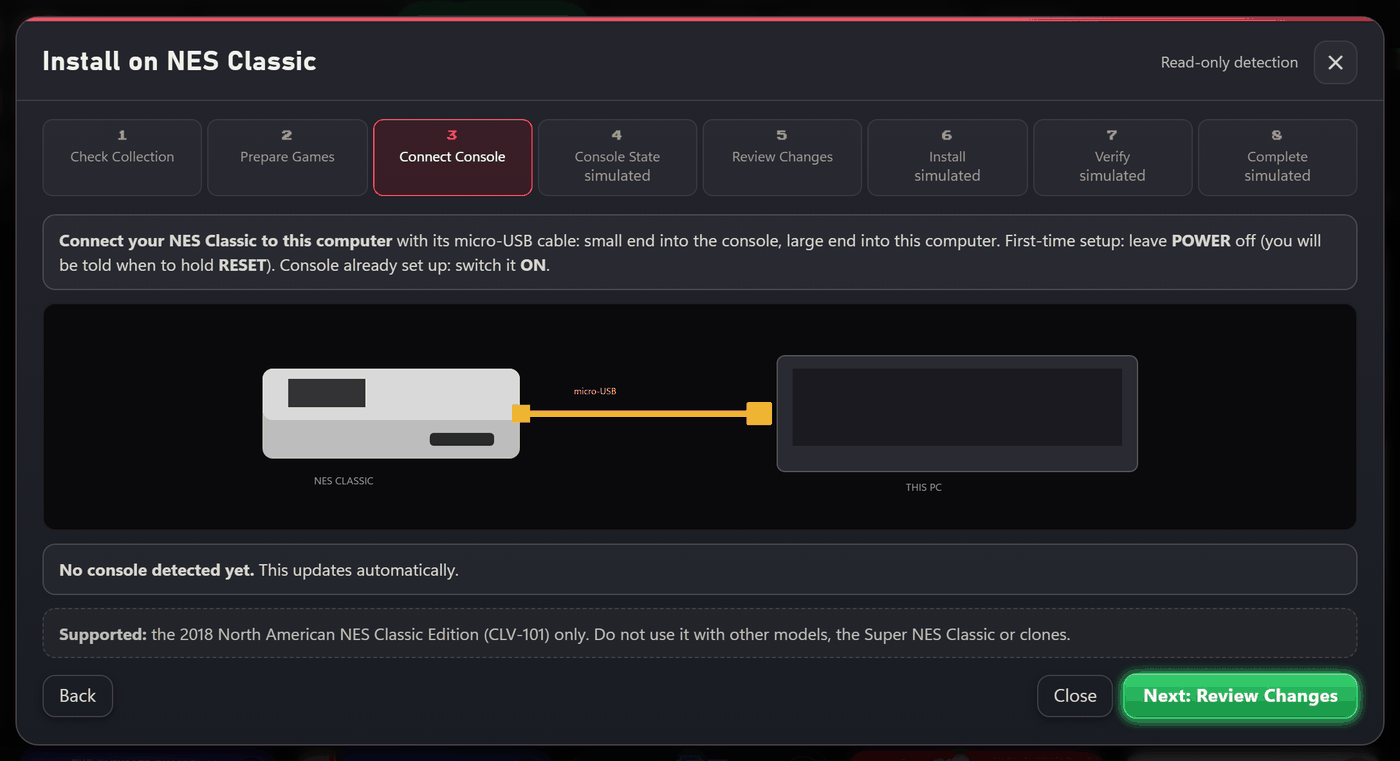 Install on NES Classic
Read-only detection
1
Check Collection
2
Prepare Games
3
Connect Console
4
Console State
simulated
5
Review Changes
6
Install
simulated
7
Verify
simulated
8
Complete
simulated
Connect your NES Classic to this computer with its micro-USB cable: small end into the console, large end into this computer. First-time setup: leave POWER off (you will
be told when to hold RESET). Console already set up: switch it ON.
micro-USB
NES CLASSIC
THIS PC
No console detected yet. This updates automatically.
Supported: the 2018 North American NES Classic Edition (CLV-101) only. Do not use it with other models, the Super NES Classic or clones.
Back
Close
Next: Review Changes